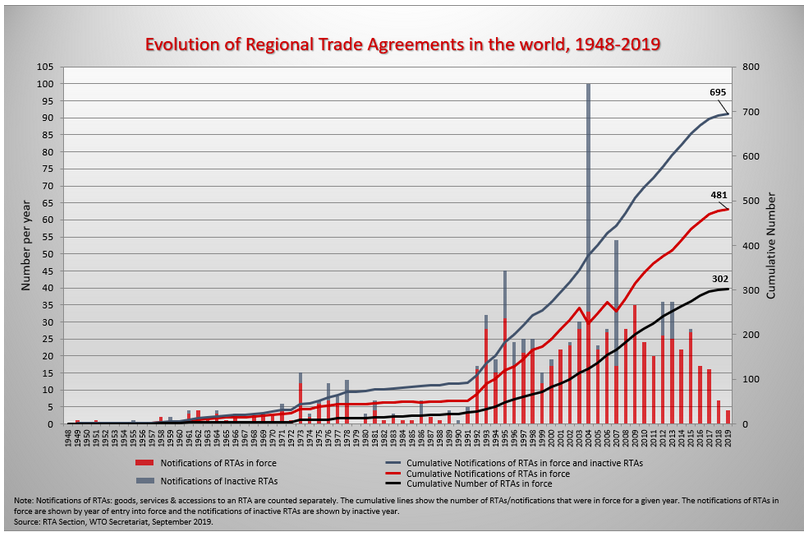 Evolution of Regional Trade Agreements in the world, 1948-2019
105
100
95
90
85
80
75
70
65
60
55
50
45
40
35
30
25
20
15
10
5
0
Number per year
800
700
600
500
400
300
200
100
0
Cumulative Number
695
481
302
1948 1949 1950 1951 1952 1953 1954 1955 1956 1957 1958 1959 1960 1961 1962 1963 1964 1965 1966 1967 1968 1969 1970 1971 1972 1973 1974 1975 1976 1977 1978 1979 1980 1981 1982 1983 1984 1985 1986 1987 1988 1989 1990 1991 1992 1993 1994 1995 1996 1997 1998 1999 2000 2001 2002 2003 2004 2005 2006 2007 2008 2009 2010 2011 2012 2013 2014 2015 2016 2017 2018 2019
Notifications of RTAs in force
Notifications of Inactive RTAs
Cumulative Notifications of RTAs in force and inactive RTAs
Cumulative Notifications of RTAs in force
Cumulative Number of RTAs in force
Note: Notifications of RTAs: goods, services & accessions to an RTA are counted separately. The cumulative lines show the number of RTAs/notifications that were in force for a given year. The notifications of RTAs in
force are shown by year of entry into force and the notifications of inactive RTAs are shown by inactive year.
Source: RTA Section, WTO Secretariat, September 2019.